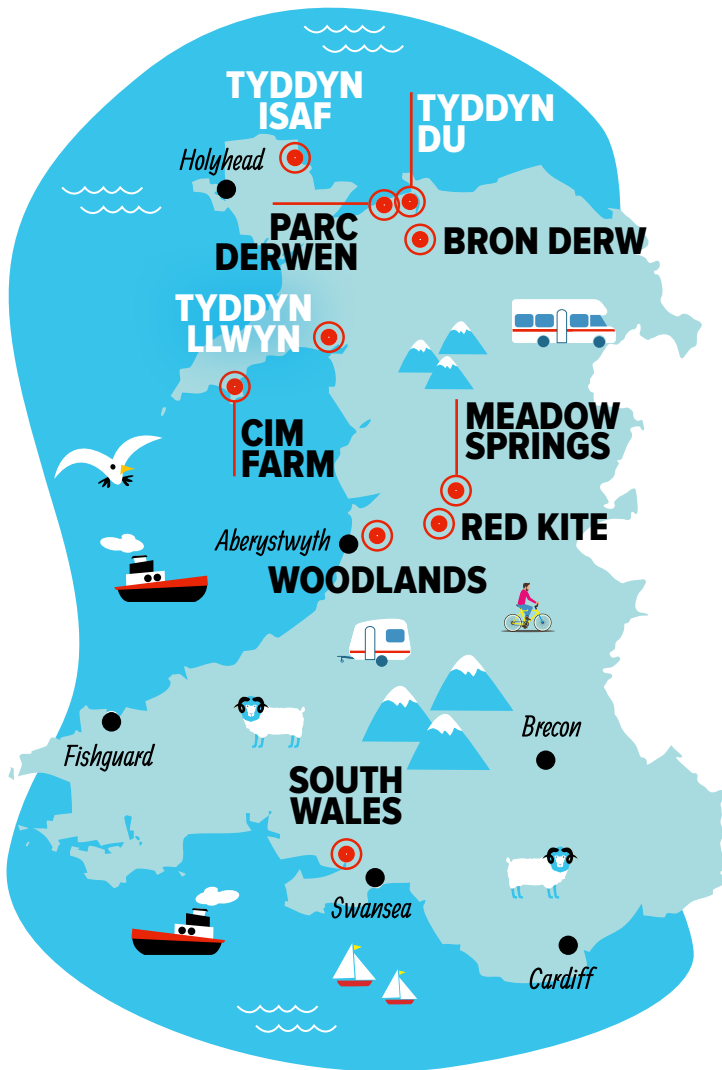 TYDDYN
ISAF
TYDDYN
DU
Holyhead
PARC
DERWEN
BRON DERW
TYDDYN
LLWYN
CIM
FARM
MEADOW
SPRINGS
RED KITE
Aberystwyth
WOODLANDS
Fishguard
Brecon
SOUTH
WALES
Swansea
Cardiff